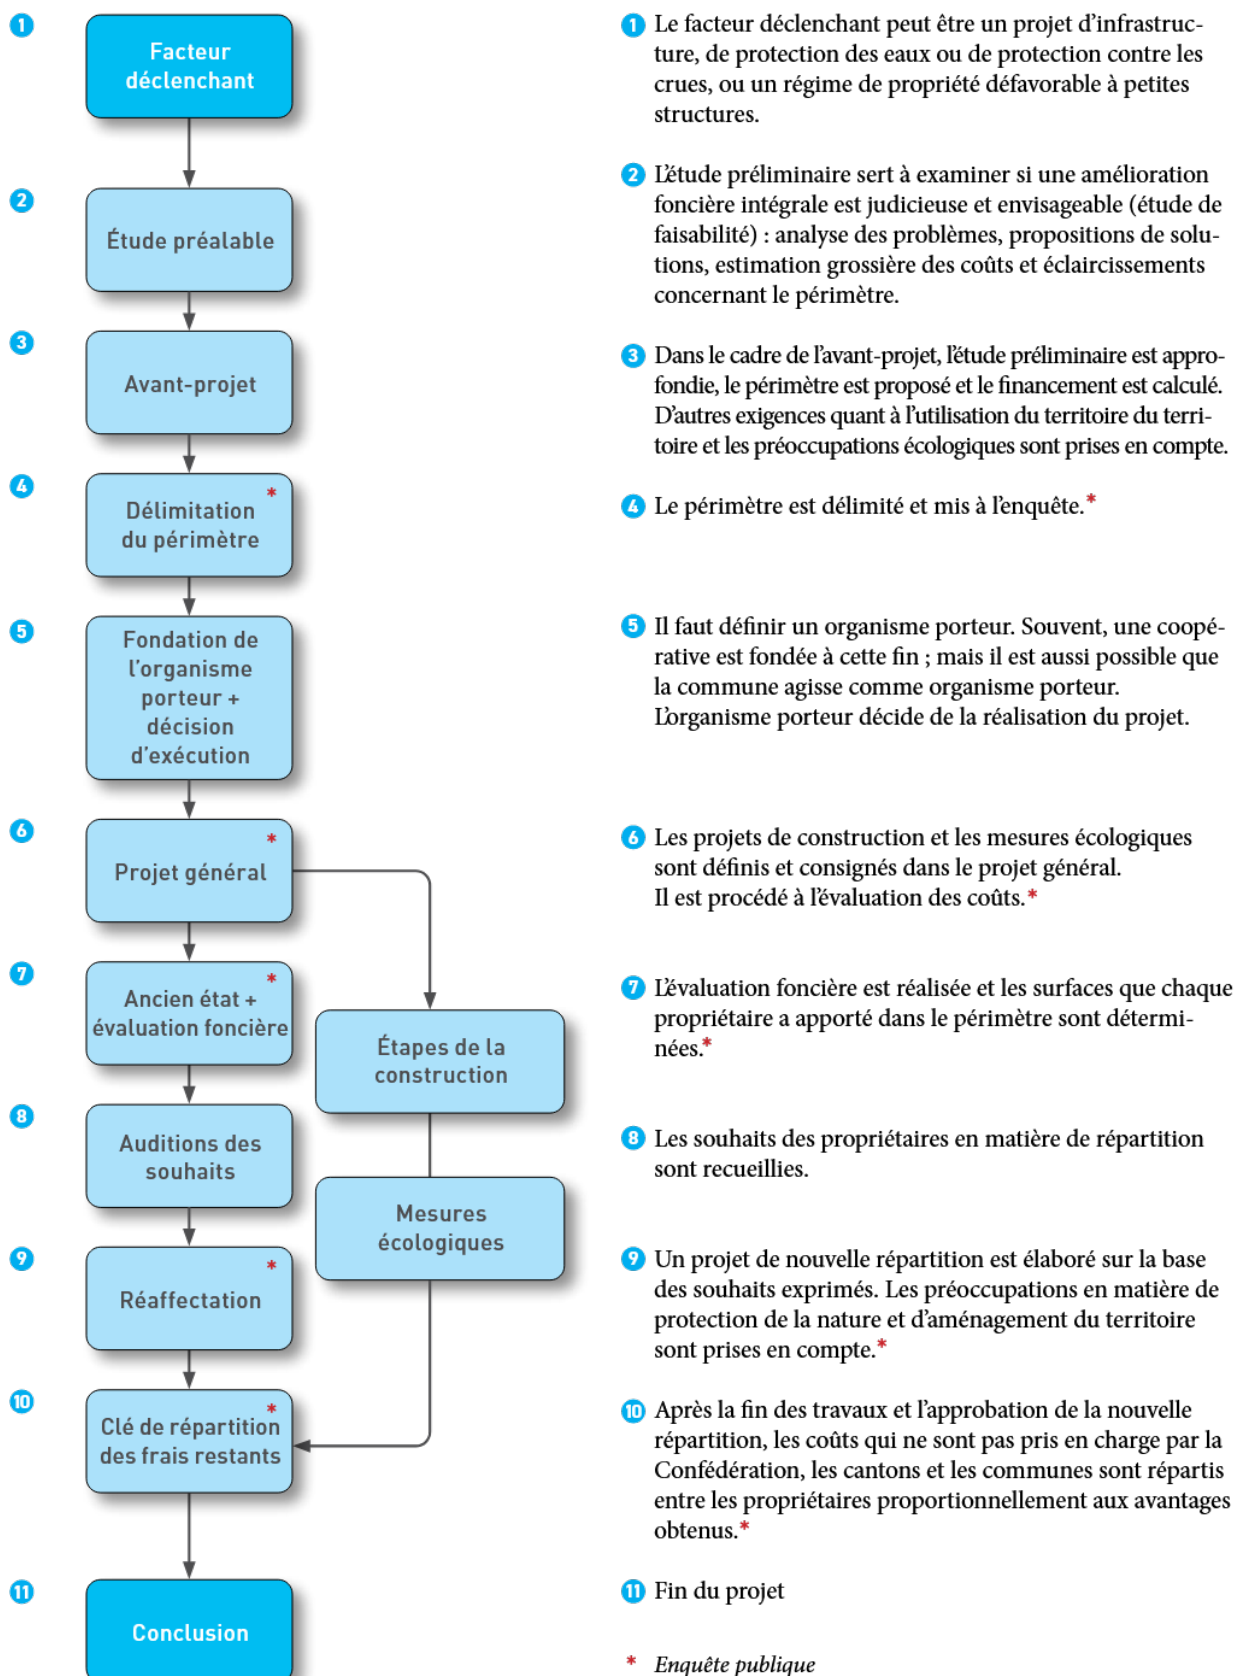 1
Facteur
déclenchant
1 Le facteur déclenchant peut être un projet d'infrastruc-
ture, de protection des eaux ou de protection contre les
crues, ou un régime de propriété défavorable à petites
structures.
2
Étude préalable
2 L'étude préliminaire sert à examiner si une amélioration
foncière intégrale est judicieuse et envisageable (étude de
faisabilité) : analyse des problèmes, propositions de solu-
tions, estimation grossière des coûts et éclaircissements
concernant le périmètre.
3
Avant-projet
3 Dans le cadre de l'avant-projet, l'étude préliminaire est appro-
fondie, le périmètre est proposé et le financement est calculé.
D'autres exigences quant à l'utilisation du territoire du terri-
toire et les préoccupations écologiques sont prises en compte.
4
*
Délimitation
du périmètre
4 Le périmètre est délimité et mis à l'enquête.*
5
Fondation de
l'organisme
porteur +
décision
d'exécution
5 Il faut définir un organisme porteur. Souvent, une coopé-
rative est fondée à cette fin ; mais il est aussi possible que
la commune agisse comme organisme porteur.
L'organisme porteur décide de la réalisation du projet.
6
*
Projet général
6 Les projets de construction et les mesures écologiques
sont définis et consignés dans le projet général.
Il est procédé à l'évaluation des coûts.*
7
*
Ancien état +
évaluation foncière
Étapes de la
construction
7 L'évaluation foncière est réalisée et les surfaces que chaque
propriétaire a apporté dans le périmètre sont détermi-
nées.*
8
Auditions des
souhaits
Mesures
écologiques
8 Les souhaits des propriétaires en matière de répartition
sont recueillies.
9
*
Réaffectation
9 Un projet de nouvelle répartition est élaboré sur la base
des souhaits exprimés. Les préoccupations en matière de
protection de la nature et d'aménagement du territoire
sont prises en compte.*
10
*
Clé de répartition
des frais restants
10 Après la fin des travaux et l'approbation de la nouvelle
répartition, les coûts qui ne sont pas pris en charge par la
Confédération, les cantons et les communes sont répartis
entre les propriétaires proportionnellement aux avantages
obtenus.*
11
Conclusion
11 Fin du projet
* Enquête publique